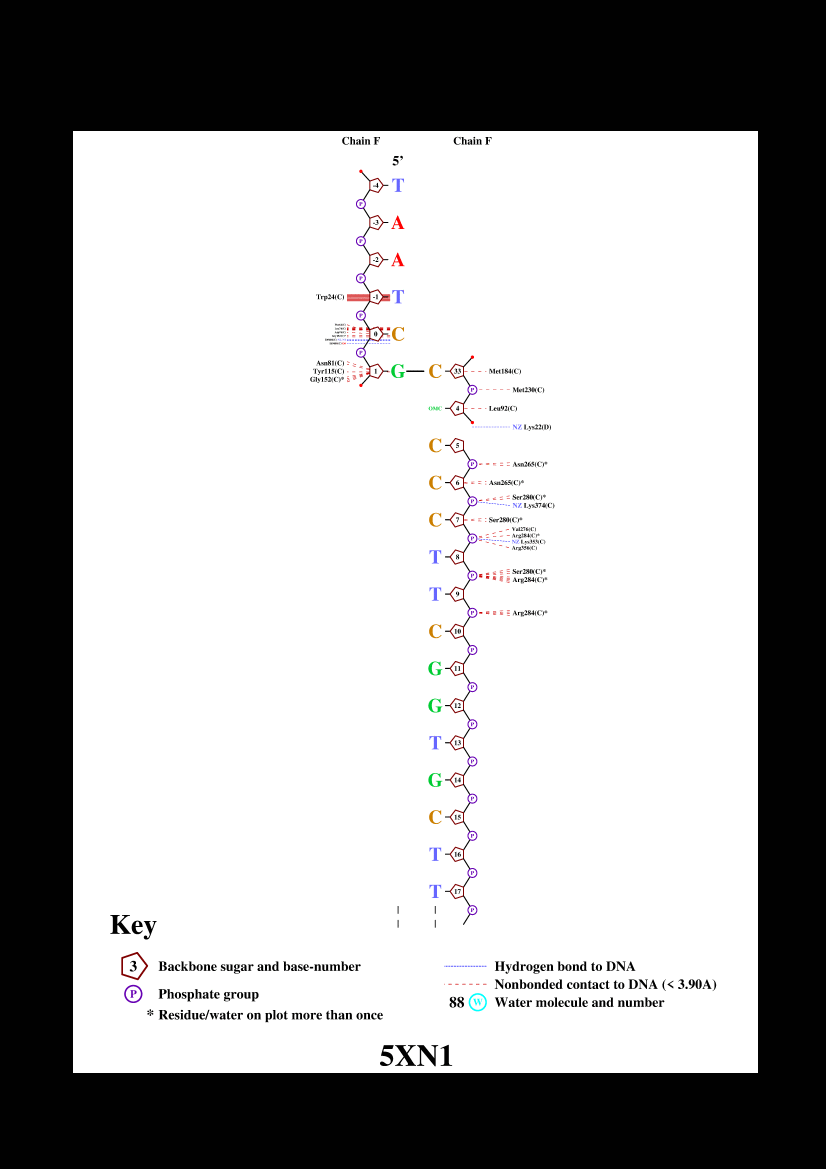 Chain F Chain F
5’
-4 T
P
-3 A
P
-2 A
P
Trp24(C) -1 T
P
0 C
P
Asn81(C)
Tyr115(C) 1 G C 33 Met184(C)
Gly152(C)*
P Met230(C)
OMC 4 Leu92(C)
NZ Lys22(D)
C 5
P Asn265(C)*
C 6 Asn265(C)*
Ser280(C)*
P NZ Lys374(C)
C 7 Ser280(C)*
Val276(C)
Arg284(C)*
P NZ Lys353(C)
Arg356(C)
T 8
Ser280(C)*
P Arg284(C)*
T 9
P Arg284(C)*
C 10
P
G 11
P
G 12
P
T 13
P
G 14
P
C 15
P
T 16
P
T 17
P
Key
3 Backbone sugar and base-number Hydrogen bond to DNA
Nonbonded contact to DNA (< 3.90A)
P Phosphate group 88 W Water molecule and number
* Residue/water on plot more than once
5XN1